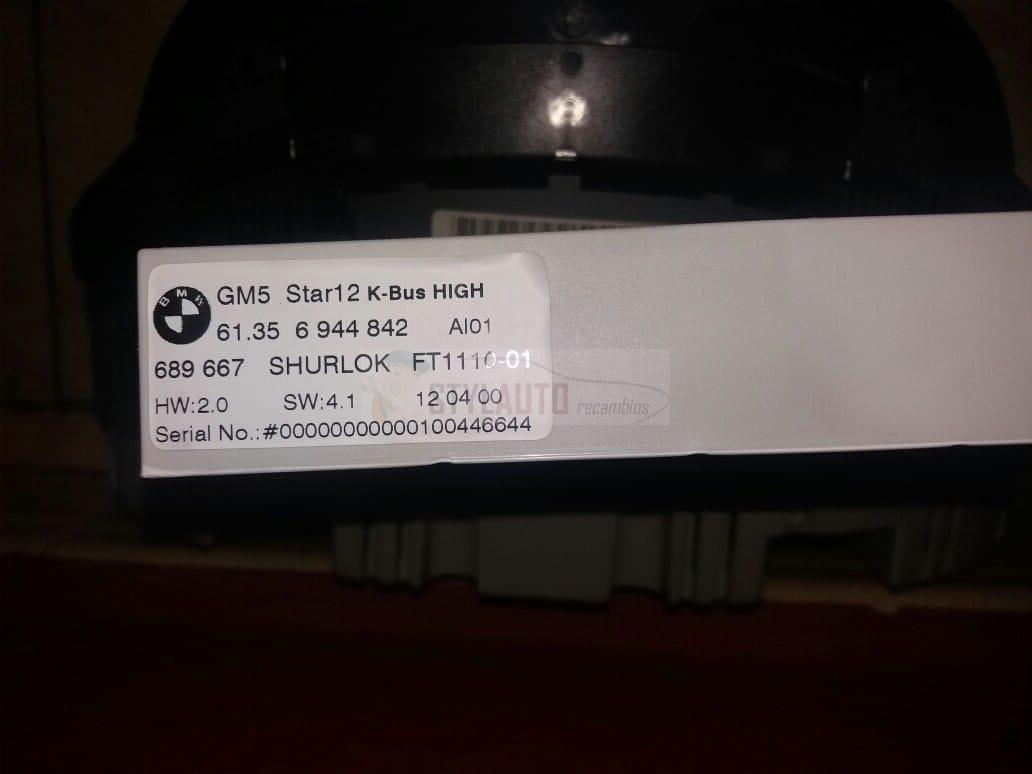 BMW
GM5 Star12 K-Bus HIGH
61.35 6 944 842 AI01
689 667 SHURLOK FT1110-01
HW:2.0 SW:4.1 12 04 00
Serial No.:#00000000000100446644
STYLAUTO recambios